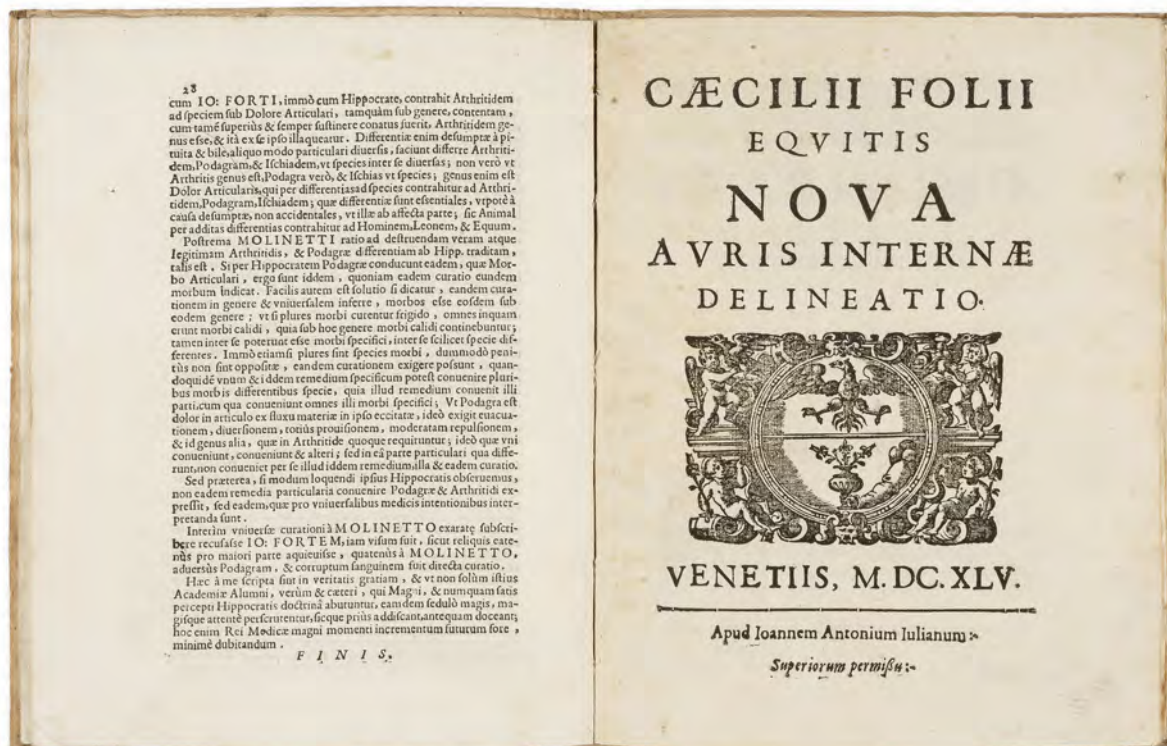 28
cum IO: FORTI, immò cum Hippocrate, contrahit Arthritidem
ad speciem sub Dolore Articulari, tamquàm sub genere, contentam,
cum tamē superiùs & semper sustinere conatus fuerit, Arthritidem ge-
nus esse, & ità ex se ipso illaqueatur. Differentiæ enim desumptæ à pi-
tuita & bile, aliquo modo particulari diuersis, faciunt differre Arthriti-
dem, Podagram, & Ischiadem, vt species inter se diuersas; non verò vt
Arthritis genus est, Podagra verò, & Ischias vt species; genus enim est
Dolor Articularis, qui per differentias ad species contrahitur ad Arthri-
tidem, Podagram, Ischiadem; quæ differentiæ sunt essentiales, vtpotè à
causa desumptæ, non accidentales, vt illæ ab affecta parte; sic Animal
per additas differentias contrahitur ad Hominem, Leonem, & Equum.
Postrema MOLINETTI ratio ad destruendam veram atque
legitimam Arthritidis, & Podagræ differentiam ab Hipp. traditam,
talis est. Si per Hippocratem Podagræ conducunt eadem, quæ Mor-
bo Articulari, ergo sunt iddem, quoniam eadem curatio eundem
morbum indicat. Facilis autem est solutio si dicatur, eandem cura-
tionem in genere & vniuersalem inferre, morbos esse eosdem sub
eodem genere; vt si plures morbi curentur frigido, omnes inquam
erunt morbi calidi, quia sub hoc genere morbi calidi continebuntur;
tamen inter se poterunt esse morbi specifici, inter se scilicet specie dif-
ferentes. Immò etiamsi plures sint species morbi, dummodò peni-
tùs non sint oppositæ, eandem curationem exigere possunt, quan-
doquidē vnum & iddem remedium specificum potest conuenire pluri-
bus morbis differentibus specie, quia illud remedium conuenit illi
parti, cum qua conueniunt omnes illi morbi specifici; Vt Podagra est
dolor in articulo ex fluxu materiæ in ipso eccitatæ, ideò exigit euacua-
tionem, diuersionem, totiùs prouisionem, moderatam repulsionem,
& id genus alia, quæ in Arthritide quoque requiruntur; ideò quæ vni
conueniunt, conueniunt & alteri; sed in eâ parte particulari qua diffe-
runt, non conueniet per se illud iddem remedium, illa & eadem curatio.
Sed præterea, si modum loquendi ipsius Hippocratis obseruemus,
non eadem remedia particularia conuenire Podagræ & Arthritidi ex-
pressit, sed eadem, quæ pro vniuersalibus medicis intentionibus inter-
pretanda sunt.
Interìm vniuersæ curationi à MOLINETTO exaratę subscri-
bere recusasse IO: FORTEM, iam visum fuit, sicut reliquis eate-
nùs pro maiori parte aquieuisse, quatenùs à MOLINETTO,
aduersùs Podagram, & corruptum sanguinem fuit directa curatio.
Hæc à me scripta sint in veritatis gratiam, & vt non solùm istius
Academiæ Alumni, verùm & cæteri, qui Magni, & numquam satis
percepti Hippocratis doctrinâ abutuntur, eamdem sedulò magis, ma-
gisque attentè perscrutentur, sicque priùs addiscant, antequam doceant;
hoc enim Rei Medicæ magni momenti incrementum futurum fore,
minimè dubitandum.
FINIS.
CÆCILII FOLII
EQVITIS
NOVA
AVRIS INTERNÆ
DELINEATIO.
VENETIIS, M. DC. XLV.
Apud Ioannem Antonium Iulianum:-
Superiorum permißu:-